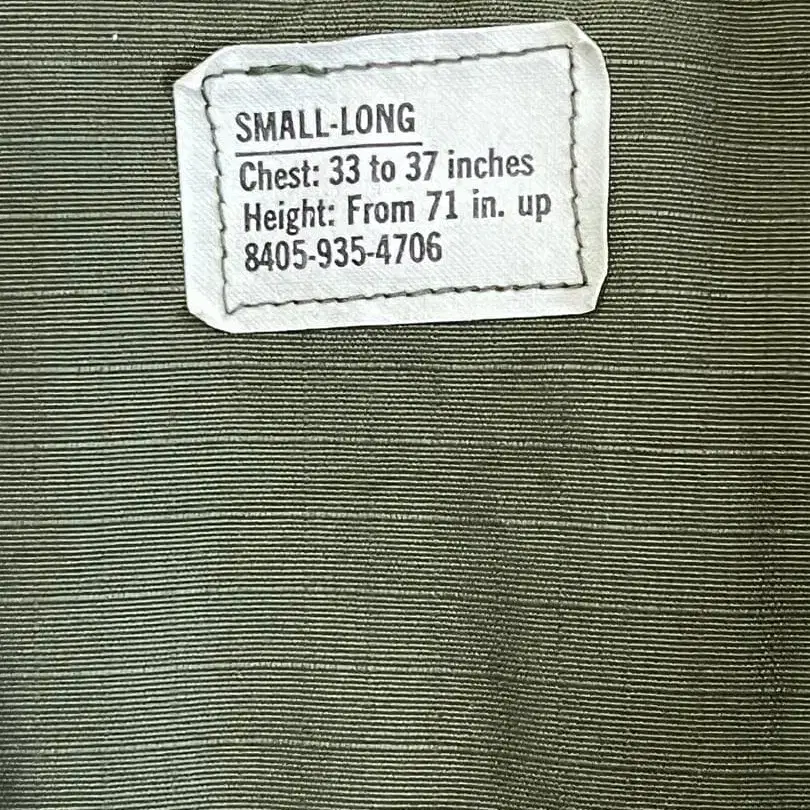 SMALL-LONG
Chest: 33 to 37 inches
Height: From 71 in. up
8405-935-4706